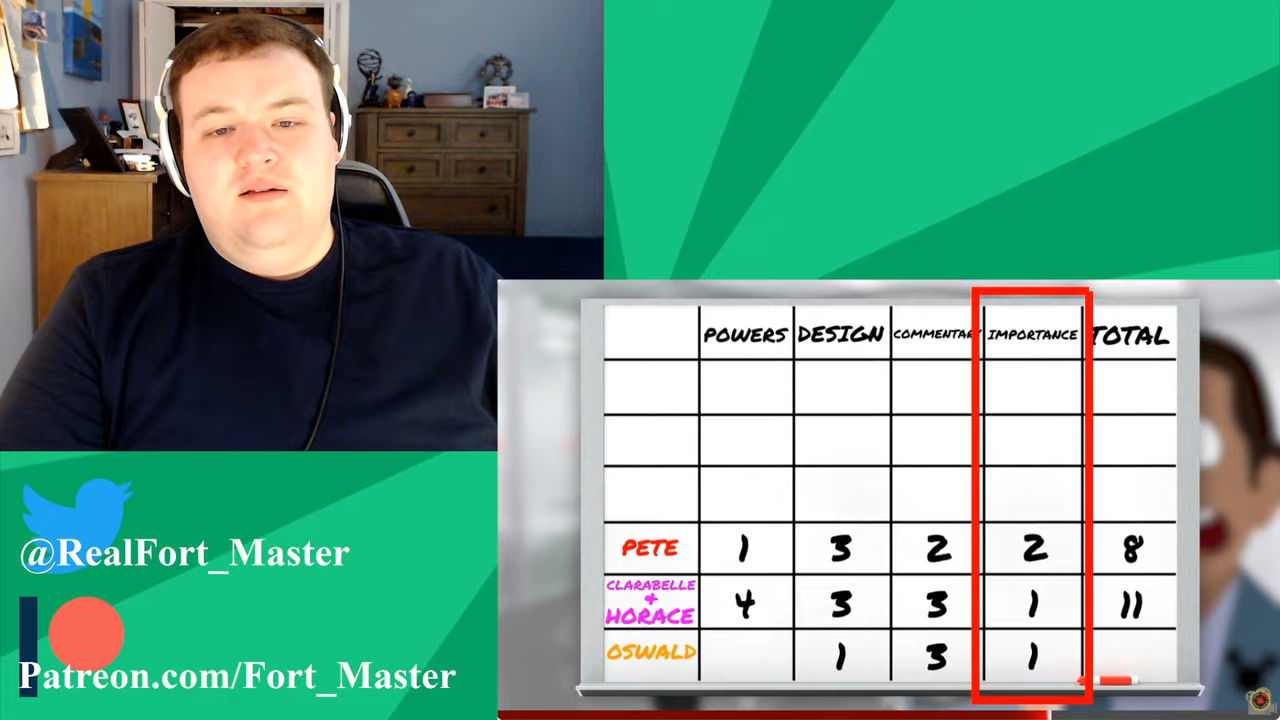 POWERS DESIGN COMMENTARY IMPORTANCE TOTAL
PETE 1 3 2 2 8
CLARABELLE
&
HORACE 4 3 3 1 11
OSWALD 1 3 1
@RealFort_Master
Patreon.com/Fort_Master